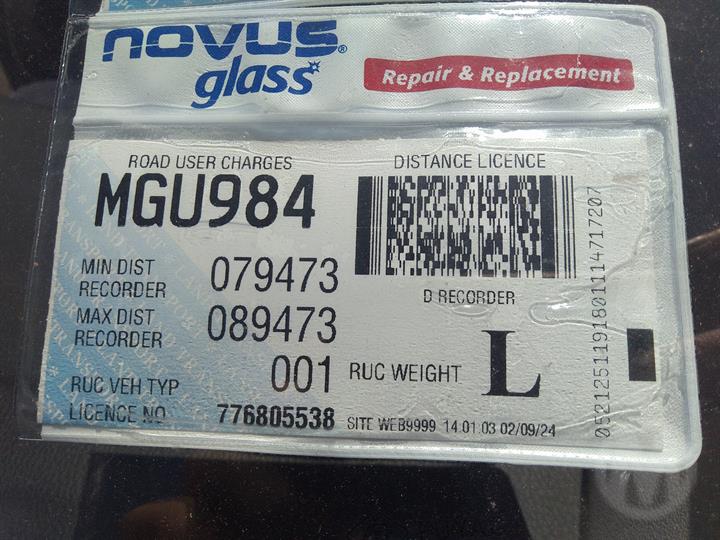 novus®
glass
Repair & Replacement
ROAD USER CHARGES
DISTANCE LICENCE
MGU984
MIN DIST
RECORDER 079473
D RECORDER
MAX DIST
RECORDER 089473
RUC VEH TYP 001
RUC WEIGHT L
LICENCE NO 776805538
SITE WEB9999 14.01.03 02/09/24
0521251191801114717207